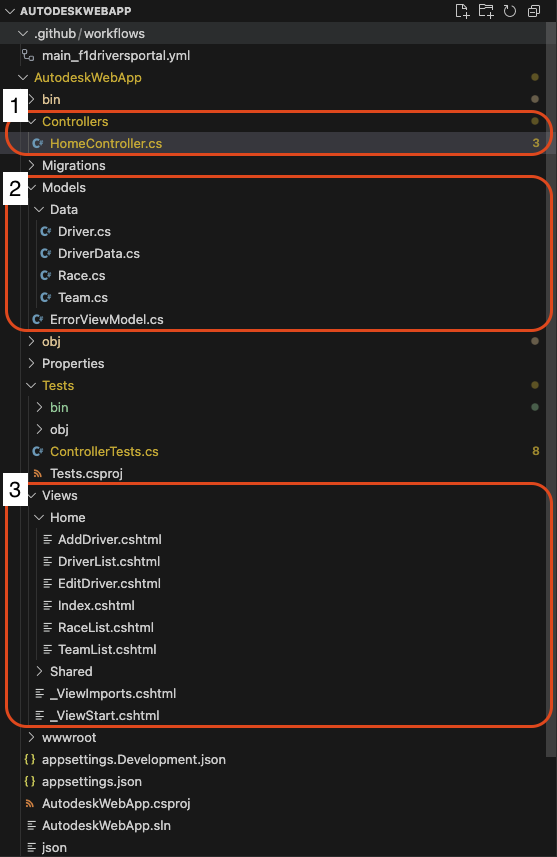 AUTODESKWEBAPP
.github/workflows
main_f1driversportal.yml
AutodeskWebApp
1
bin
Controllers
C# HomeController.cs 3
Migrations
2
Models
Data
C# Driver.cs
C# DriverData.cs
C# Race.cs
C# Team.cs
C# ErrorViewModel.cs
obj
Properties
Tests
bin
obj
C# ControllerTests.cs 8
Tests.csproj
3
Views
Home
AddDriver.cshtml
DriverList.cshtml
EditDriver.cshtml
Index.cshtml
RaceList.cshtml
TeamList.cshtml
Shared
_ViewImports.cshtml
_ViewStart.cshtml
wwwroot
{} appsettings.Development.json
{} appsettings.json
AutodeskWebApp.csproj
AutodeskWebApp.sln
json